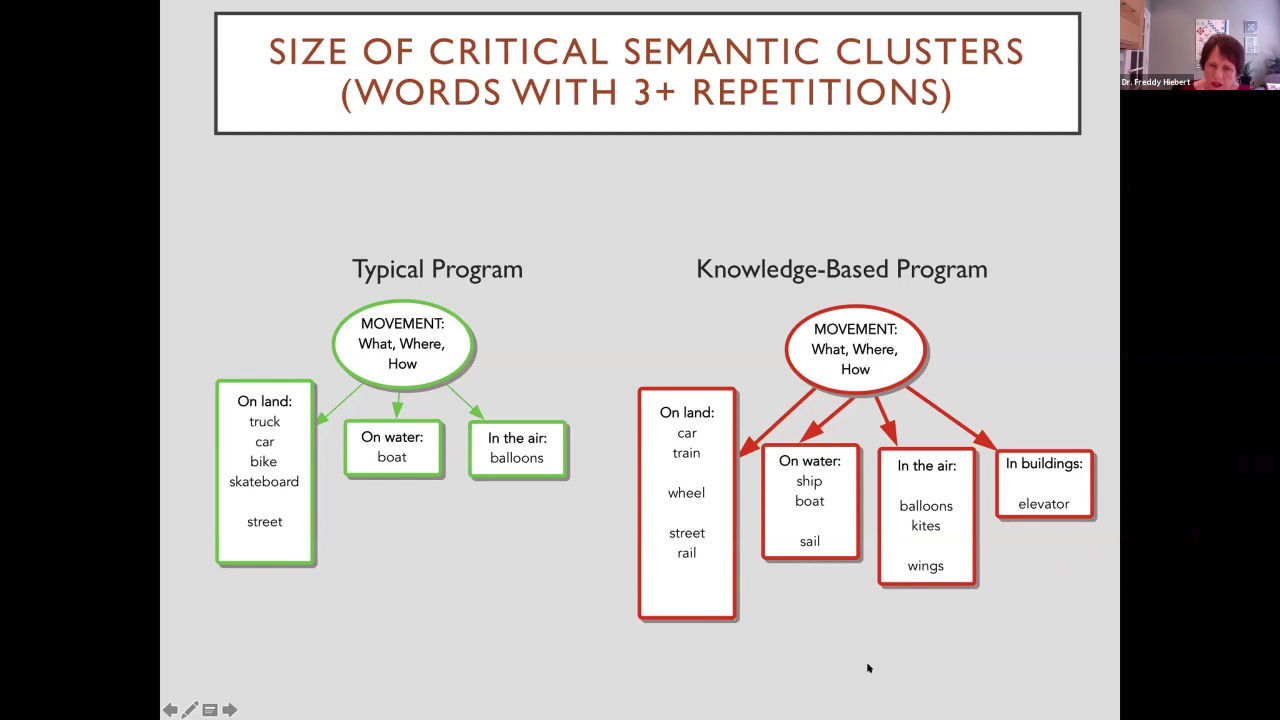 SIZE OF CRITICAL SEMANTIC CLUSTERS
(WORDS WITH 3+ REPETITIONS)
Dr. Freddy Hiebert
Typical Program
MOVEMENT:
What, Where,
How
On land:
truck
car
bike
skateboard
street
On water:
boat
In the air:
balloons
Knowledge-Based Program
MOVEMENT:
What, Where,
How
On land:
car
train
wheel
street
rail
On water:
ship
boat
sail
In the air:
balloons
kites
wings
In buildings:
elevator